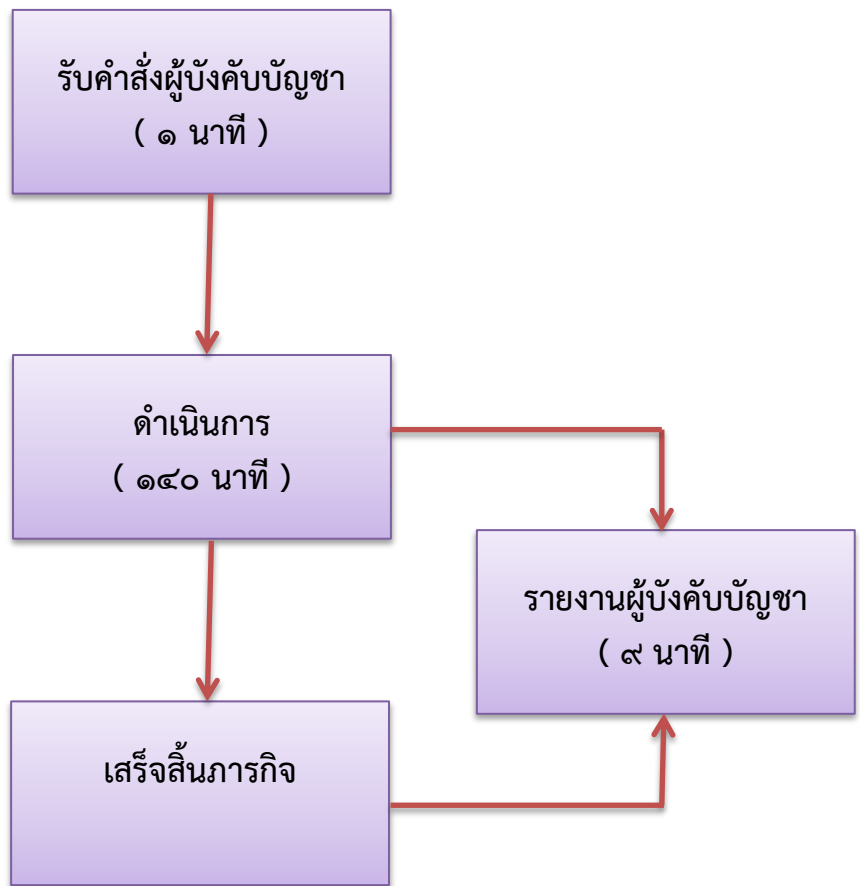 รับคำสั่งผู้บังคับบัญชา
( ๑ นาที )
ดำเนินการ
( ๑๔๐ นาที )
รายงานผู้บังคับบัญชา
( ๙ นาที )
เสร็จสิ้นภารกิจ